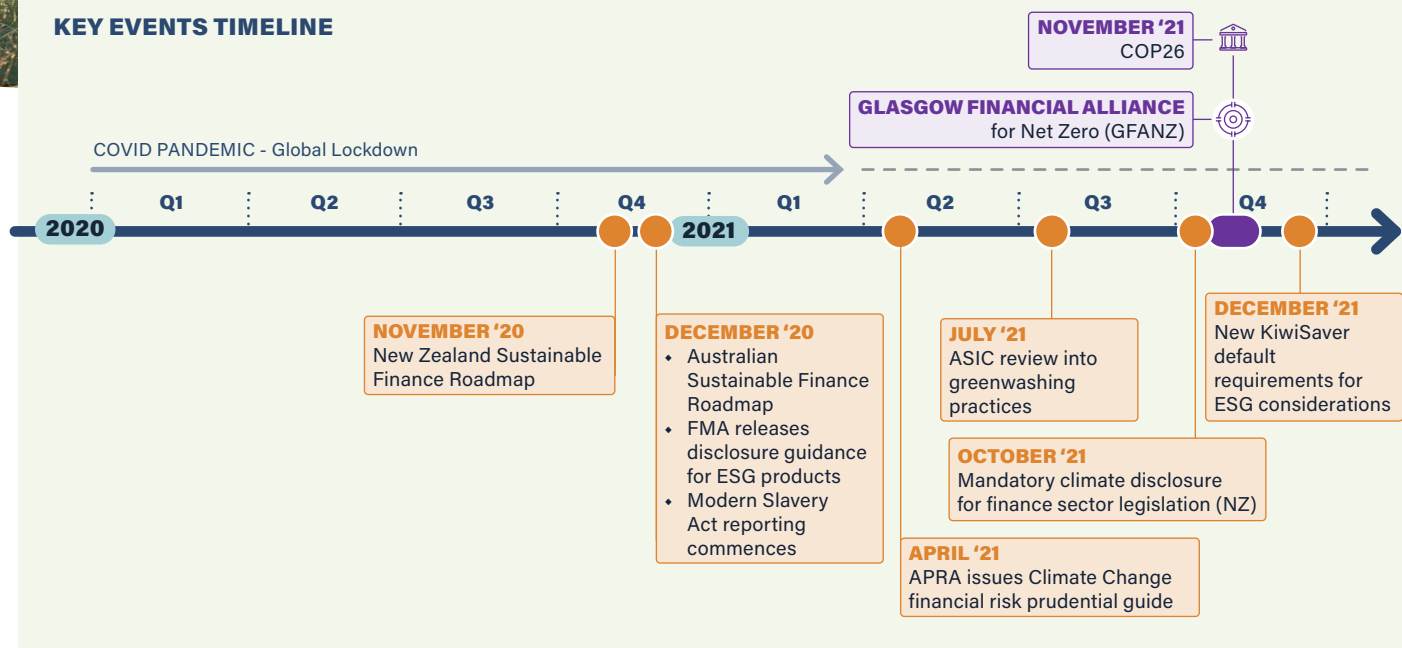 KEY EVENTS TIMELINE
NOVEMBER ‘21
COP26
GLASGOW FINANCIAL ALLIANCE
for Net Zero (GFANZ)
COVID PANDEMIC - Global Lockdown
2020
Q1
Q2
Q3
Q4
2021
Q1
Q2
Q3
Q4
NOVEMBER ‘20
New Zealand Sustainable
Finance Roadmap
DECEMBER ‘20
• Australian
Sustainable Finance
Roadmap
• FMA releases
disclosure guidance
for ESG products
• Modern Slavery
Act reporting
commences
APRIL ‘21
APRA issues Climate Change
financial risk prudential guide
JULY ‘21
ASIC review into
greenwashing
practices
OCTOBER ‘21
Mandatory climate disclosure
for finance sector legislation (NZ)
DECEMBER ‘21
New KiwiSaver
default
requirements for
ESG considerations